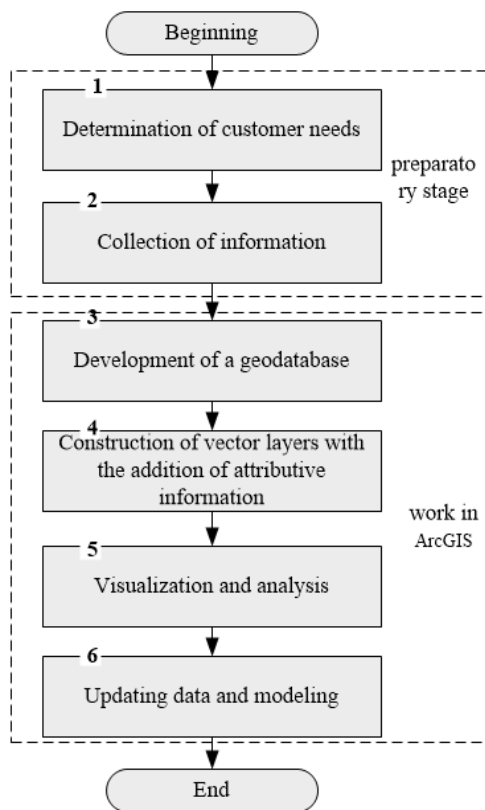 Beginning
1
Determination of customer needs
preparato
ry stage
2
Collection of information
3
Development of a geodatabase
4
Construction of vector layers with
the addition of attributive
information
work in
ArcGIS
5
Visualization and analysis
6
Updating data and modeling
End